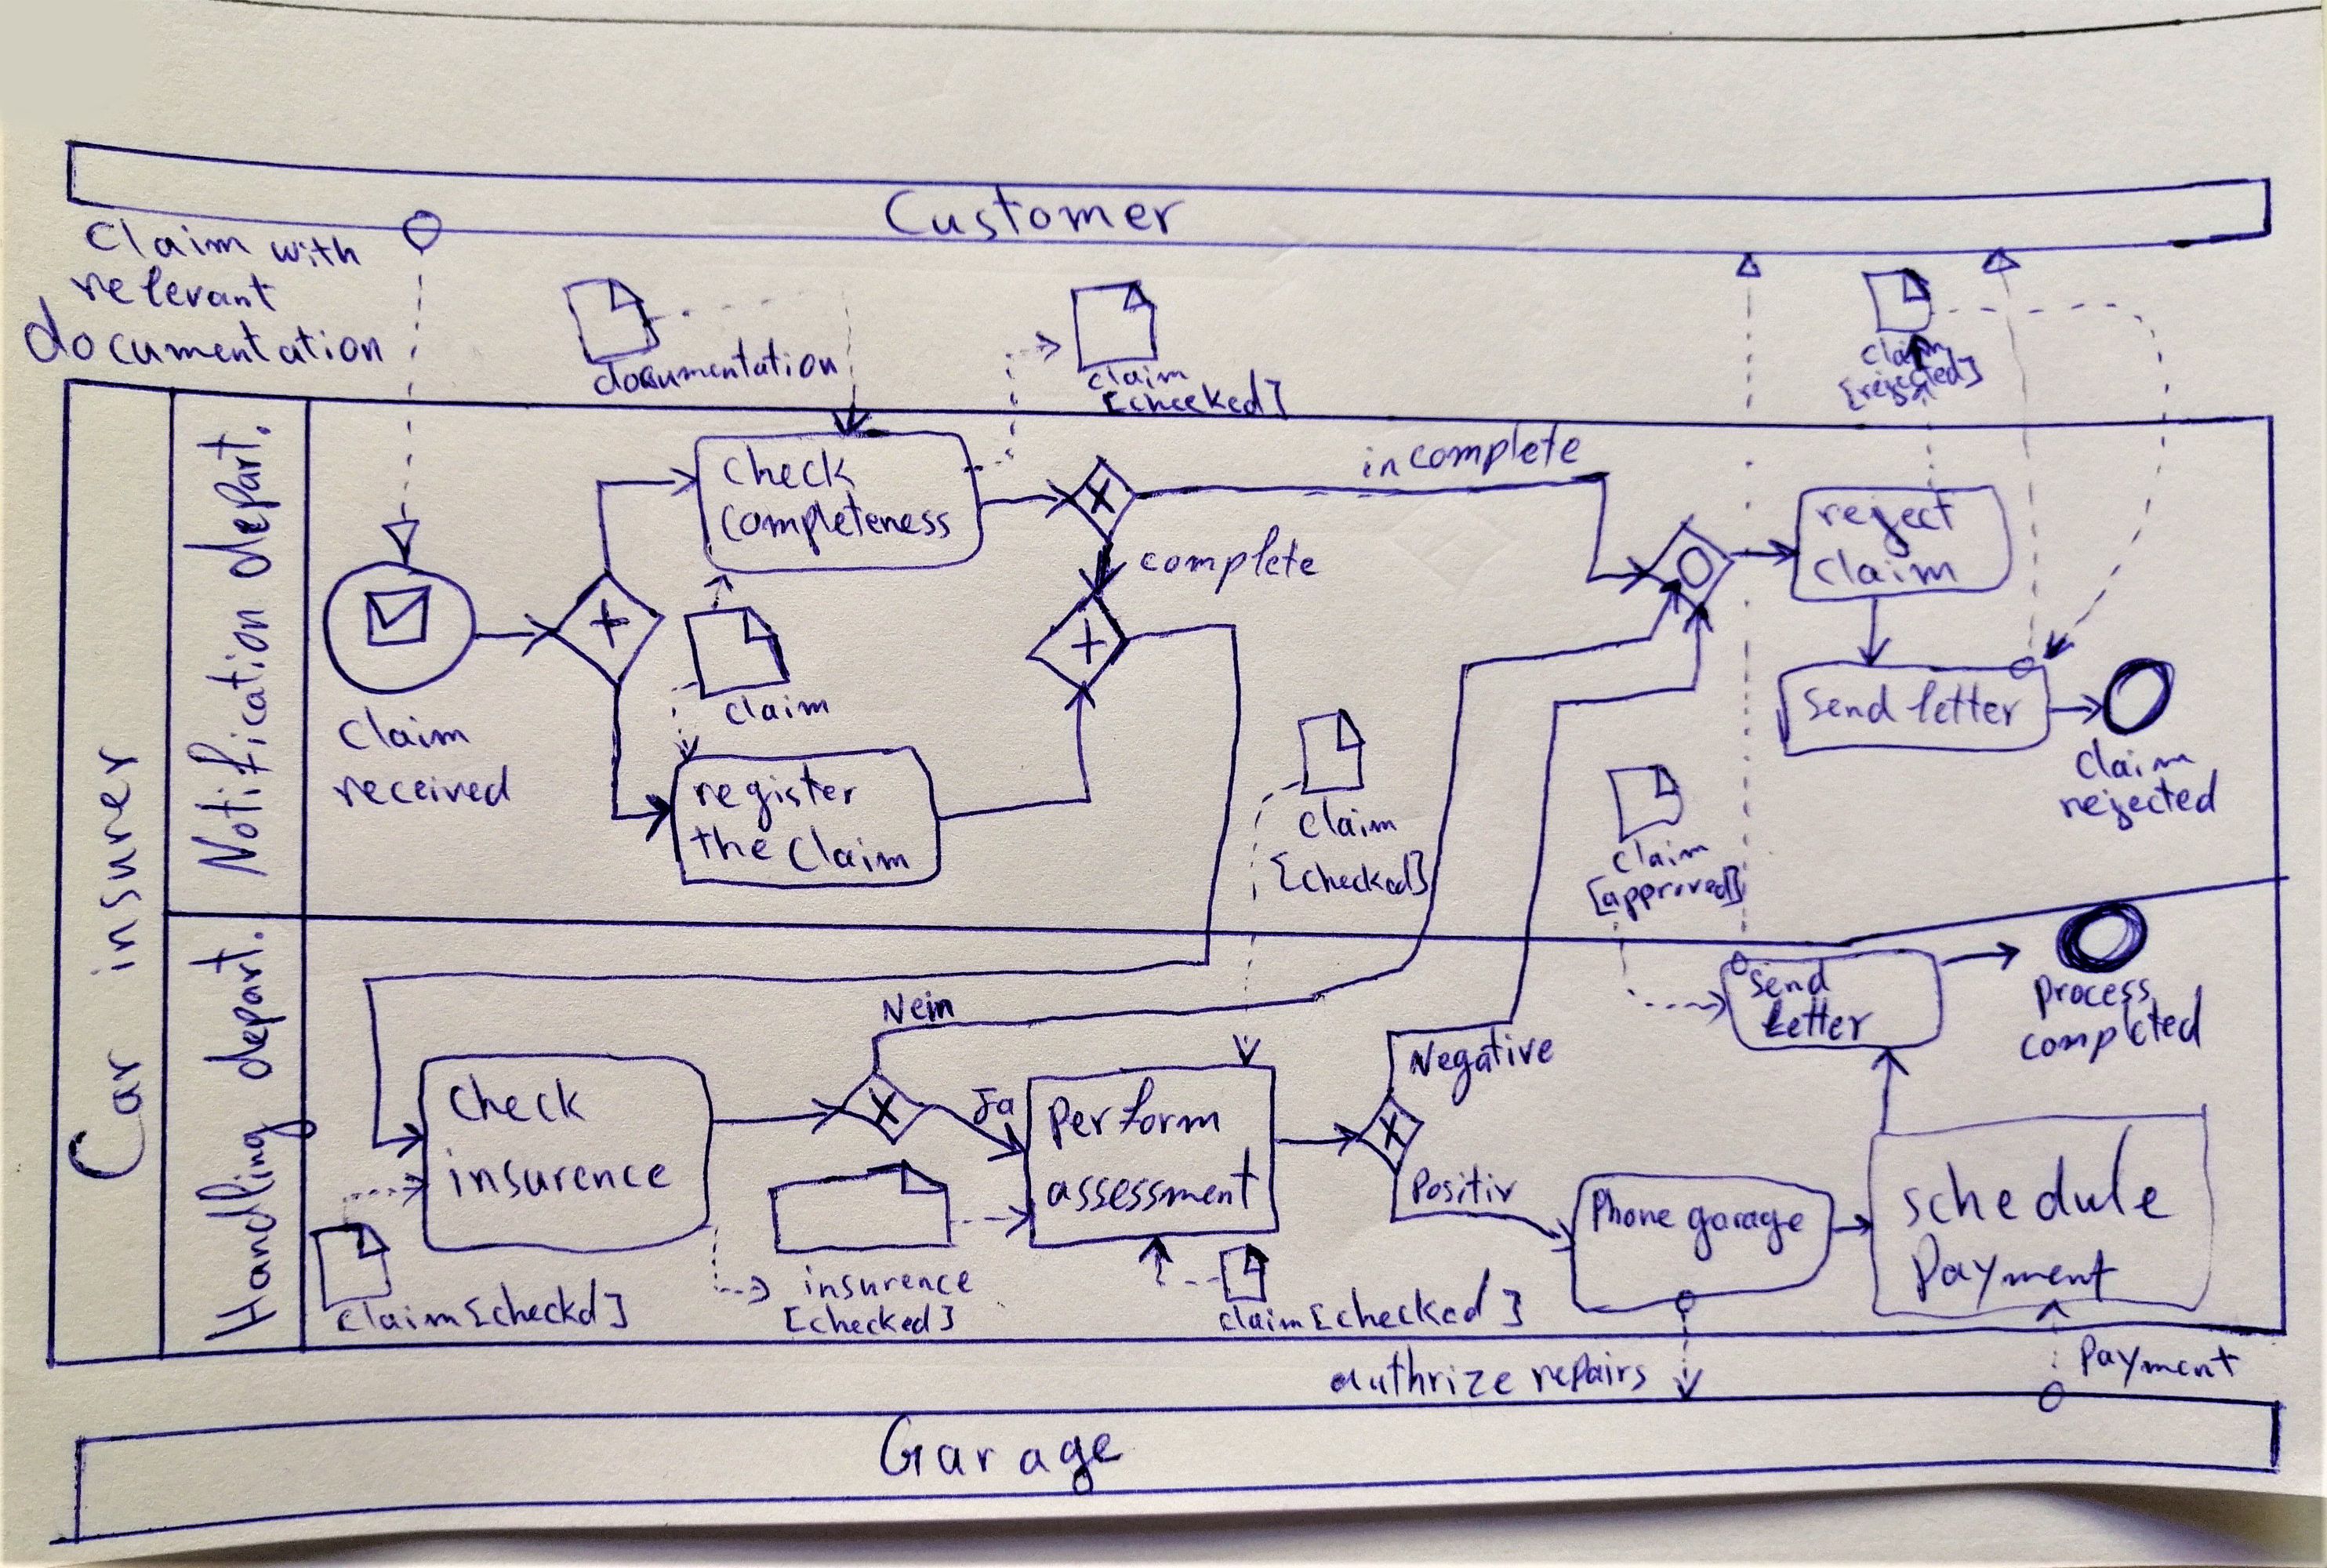 Customer
Claim with
relevant
documentation
documentation
claim
[checked]
claim
[rejected]
Car insurer
Notification depart.
check
completeness
incomplete
complete
reject
claim
claim
claim
received
register
the claim
Send letter
claim
rejected
claim
[checked]
claim
[approved]
Handling depart.
Nein
Ja
Check
insurence
Perform
assessment
Negative
Positiv
Send
Letter
process
completed
Phone garage
schedule
Payment
claim [checkd]
insurence
[checked]
claim [checked]
authrize repairs
Payment
Garage